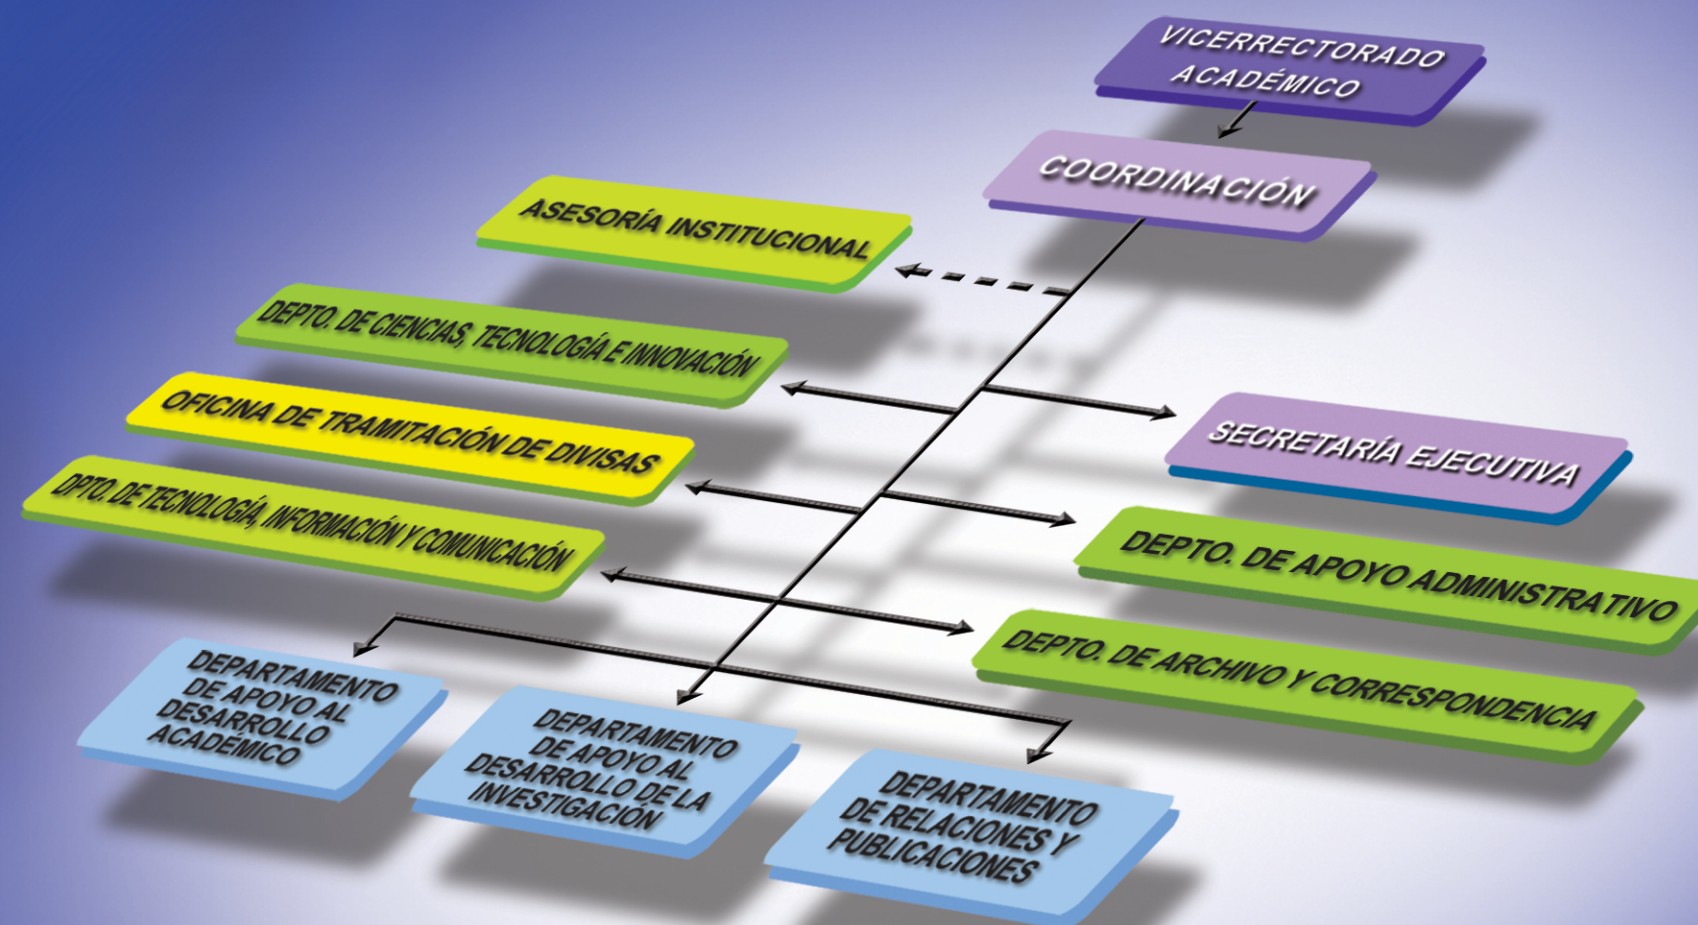 VICERRECTORADO
ACADÉMICO
COORDINACIÓN
ASESORÍA INSTITUCIONAL
DEPTO. DE CIENCIAS, TECNOLOGÍA E INNOVACIÓN
OFICINA DE TRAMITACIÓN DE DIVISAS
DPTO. DE TECNOLOGÍA, INFORMACIÓN Y COMUNICACIÓN
SECRETARÍA EJECUTIVA
DEPTO. DE APOYO ADMINISTRATIVO
DEPTO. DE ARCHIVO Y CORRESPONDENCIA
DEPARTAMENTO
DE APOYO AL
DESARROLLO
ACADÉMICO
DEPARTAMENTO
DE APOYO AL
DESARROLLO DE LA
INVESTIGACIÓN
DEPARTAMENTO
DE RELACIONES Y
PUBLICACIONES